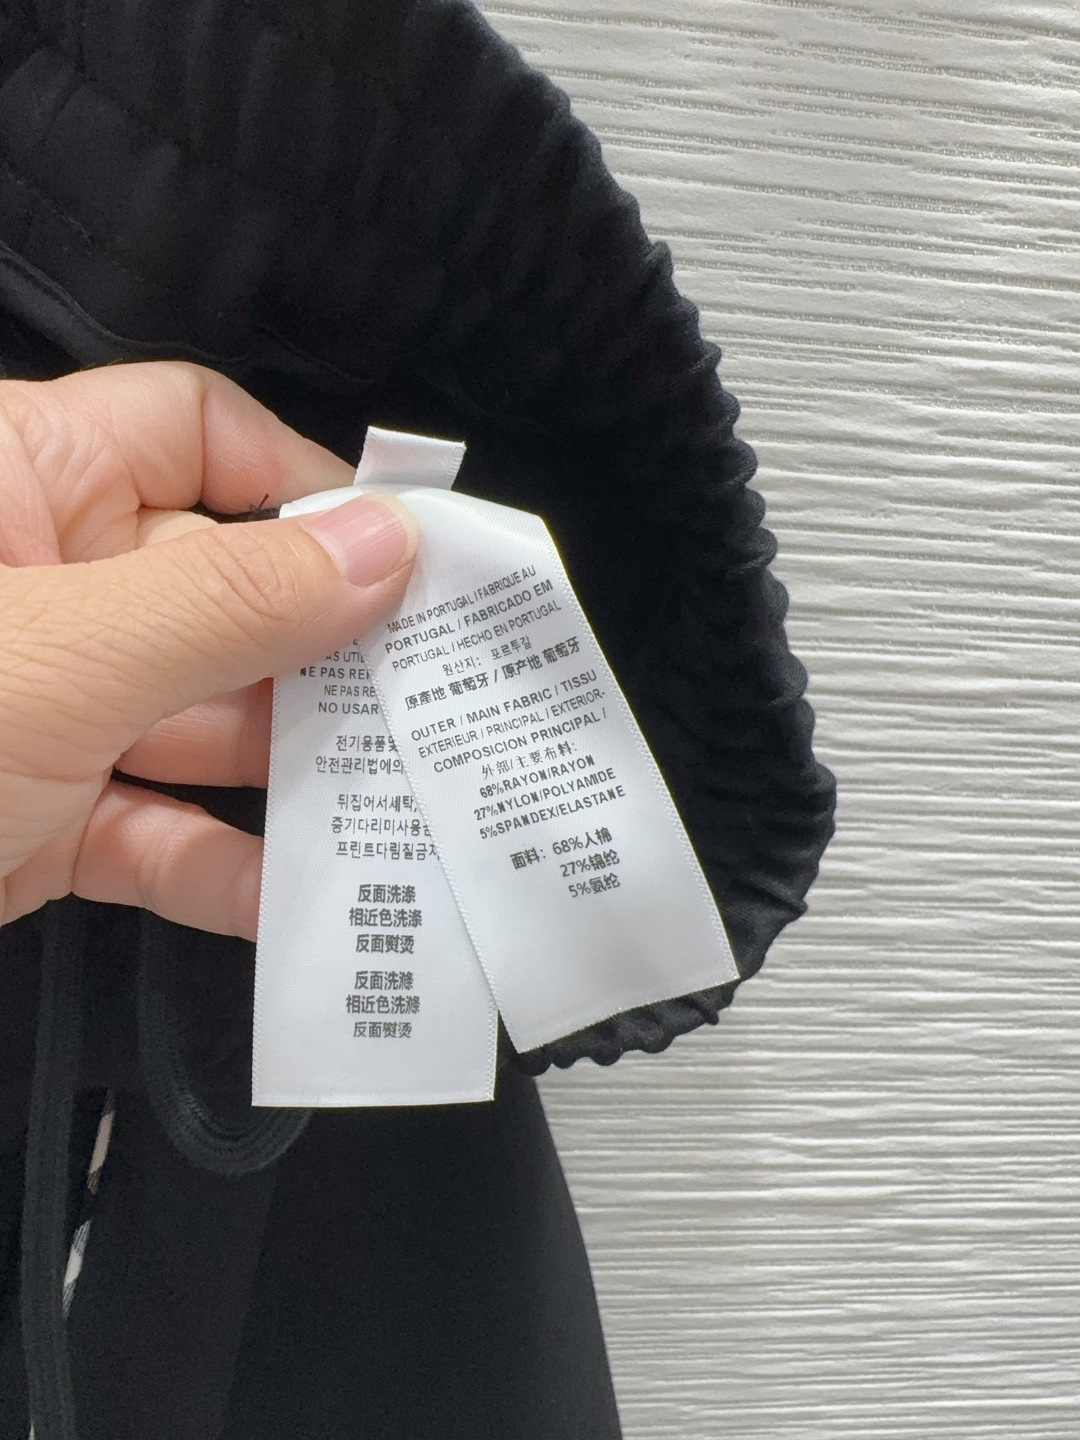 MADE IN PORTUGAL / FABRIQUE AU
PORTUGAL / FABRICADO EM
PORTUGAL / HECHO EN PORTUGAL
원산지: 포르투갈
原產地 葡萄牙 / 原产地 葡萄牙
OUTER / MAIN FABRIC / TISSU
EXTERIEUR / PRINCIPAL / EXTERIOR-
COMPOSICION PRINCIPAL /
外部/主要布料:
68%RAYON/RAYON
27%NYLON/POLYAMIDE
5%SPANDEX/ELASTANE
面料: 68%人棉
27%锦纶
5%氨纶
NE PAS
NE PAS
NO USAR
전기용품및
안전관리법에의
뒤집어서세탁,
중기다리미사용금
프린트다림질금지
反面洗涤
相近色洗涤
反面熨烫
反面洗滌
相近色洗滌
反面熨烫